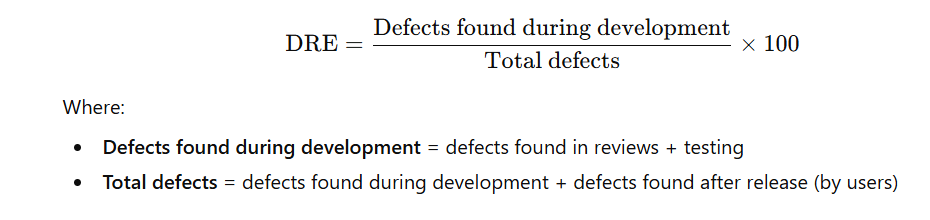 DRE = Defects found during development / Total defects × 100
Where:
• Defects found during development = defects found in reviews + testing
• Total defects = defects found during development + defects found after release (by users)